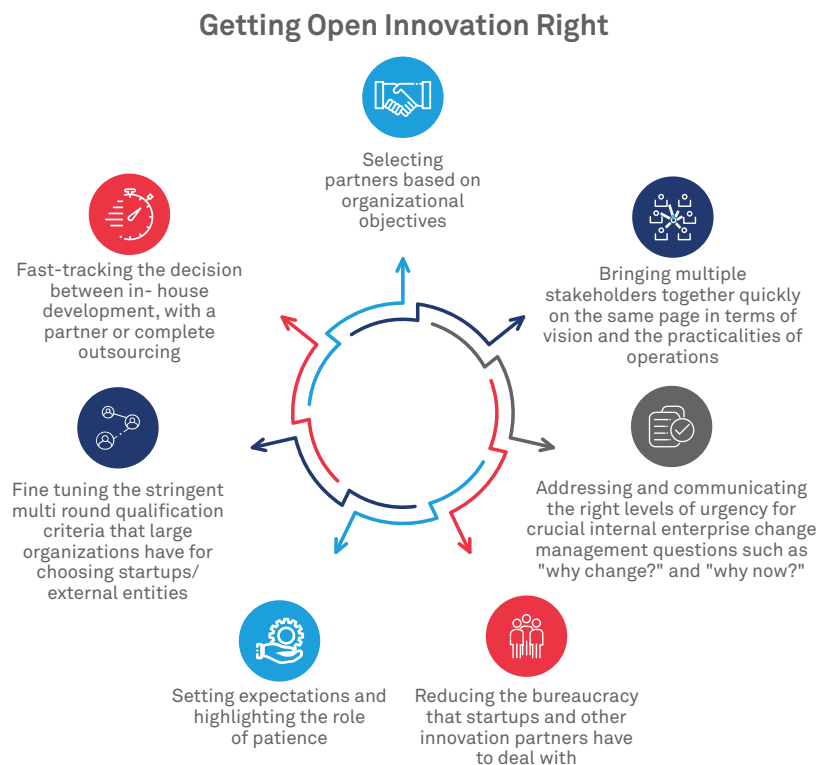 Getting Open Innovation Right
Selecting
partners based on
organizational
objectives
Bringing multiple
stakeholders together quickly
on the same page in terms of
vision and the practicalities of
operations
Addressing and communicating
the right levels of urgency for
crucial internal enterprise change
management questions such as
"why change?" and "why now?"
Reducing the bureaucracy
that startups and other
innovation partners have
to deal with
Setting expectations and
highlighting the role
of patience
Fine tuning the stringent
multi round qualification
criteria that large
organizations have for
choosing startups/
external entities
Fast-tracking the decision
between in- house
development, with a
partner or complete
outsourcing